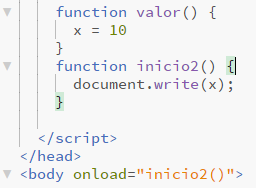 function valor() {
x = 10
}
function inicio2() {
document.write(x);
}
</script>
</head>
<body onload="inicio2()">